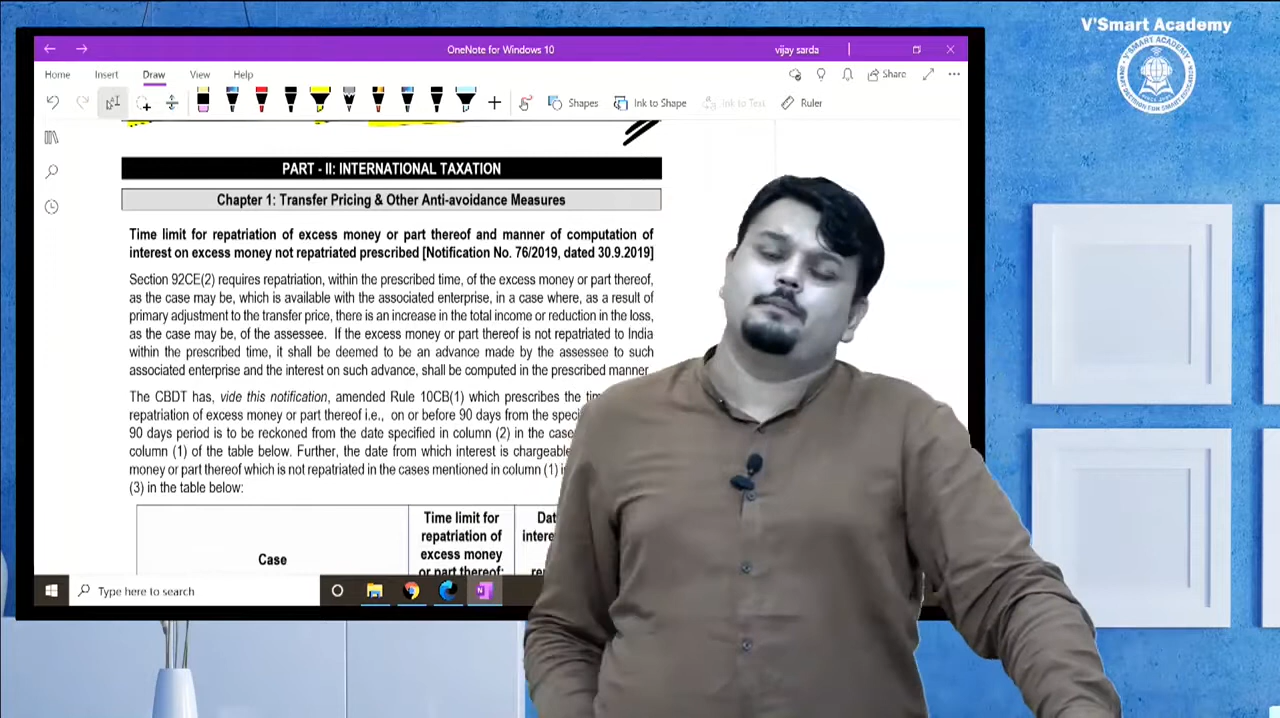 V'Smart Academy
OneNote for Windows 10
vijay sarda
Home Insert Draw View Help
Share
Shapes
Ink to Shape
Ink to Text
Ruler
PART - II: INTERNATIONAL TAXATION
Chapter 1: Transfer Pricing & Other Anti-avoidance Measures
Time limit for repatriation of excess money or part thereof and manner of computation of
interest on excess money not repatriated prescribed [Notification No. 76/2019, dated 30.9.2019]
Section 92CE(2) requires repatriation, within the prescribed time, of the excess money or part thereof,
as the case may be, which is available with the associated enterprise, in a case where, as a result of
primary adjustment to the transfer price, there is an increase in the total income or reduction in the loss,
as the case may be, of the assessee. If the excess money or part thereof is not repatriated to India
within the prescribed time, it shall be deemed to be an advance made by the assessee to such
associated enterprise and the interest on such advance, shall be computed in the prescribed manner
The CBDT has, vide this notification, amended Rule 10CB(1) which prescribes the
repatriation of excess money or part thereof i.e., on or before 90 days from the
90 days period is to be reckoned from the date specified in column (2) in the case
column (1) of the table below. Further, the date from which interest is chargeable
money or part thereof which is not repatriated in the cases mentioned in column (1)
(3) in the table below:
Case
Time limit for
repatriation of
excess money
or part thereof:
Type here to search